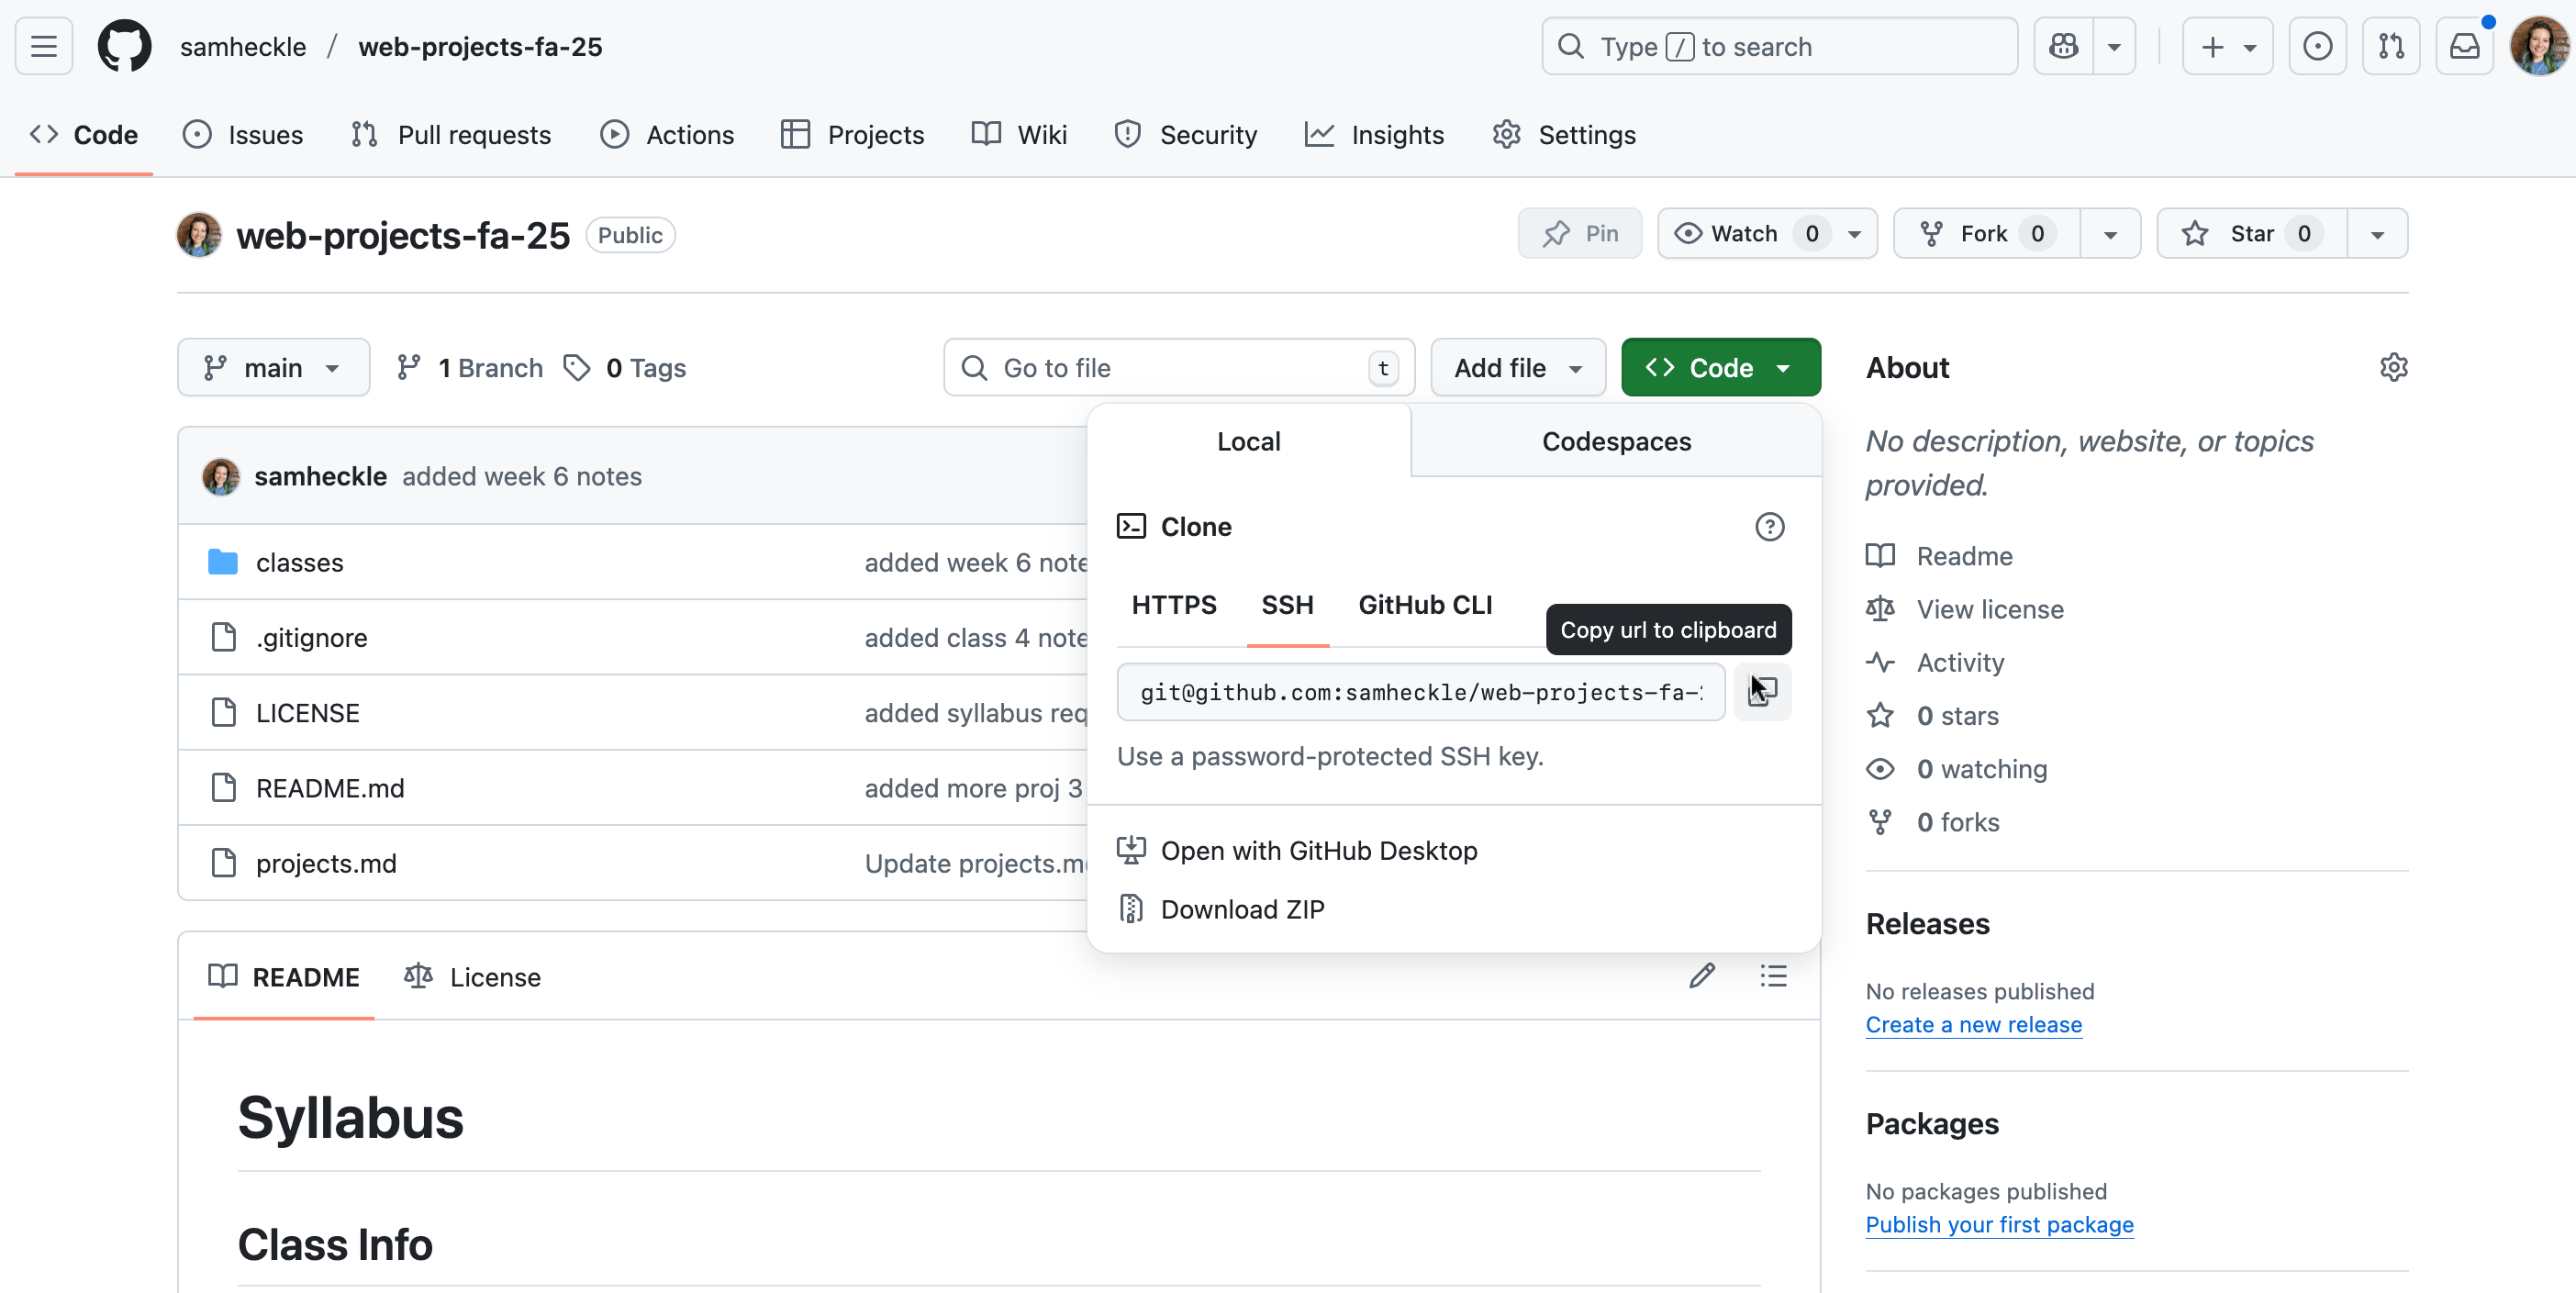 samheckle / web-projects-fa-25
Type / to search
Code Issues Pull requests Actions Projects Wiki Security Insights Settings
web-projects-fa-25 Public
Pin Watch 0 Fork 0 Star 0
main 1 Branch 0 Tags
Go to file t Add file Code
samheckle added week 6 notes
classes added week 6 note
.gitignore added class 4 note
LICENSE added syllabus req
README.md added more proj 3
projects.md Update projects.m
Local Codespaces
Clone
HTTPS SSH GitHub CLI
Copy url to clipboard
git@github.com:samheckle/web-projects-fa-
Use a password-protected SSH key.
Open with GitHub Desktop
Download ZIP
README License
Syllabus
Class Info
About
No description, website, or topics
provided.
Readme
View license
Activity
0 stars
0 watching
0 forks
Releases
No releases published
Create a new release
Packages
No packages published
Publish your first package